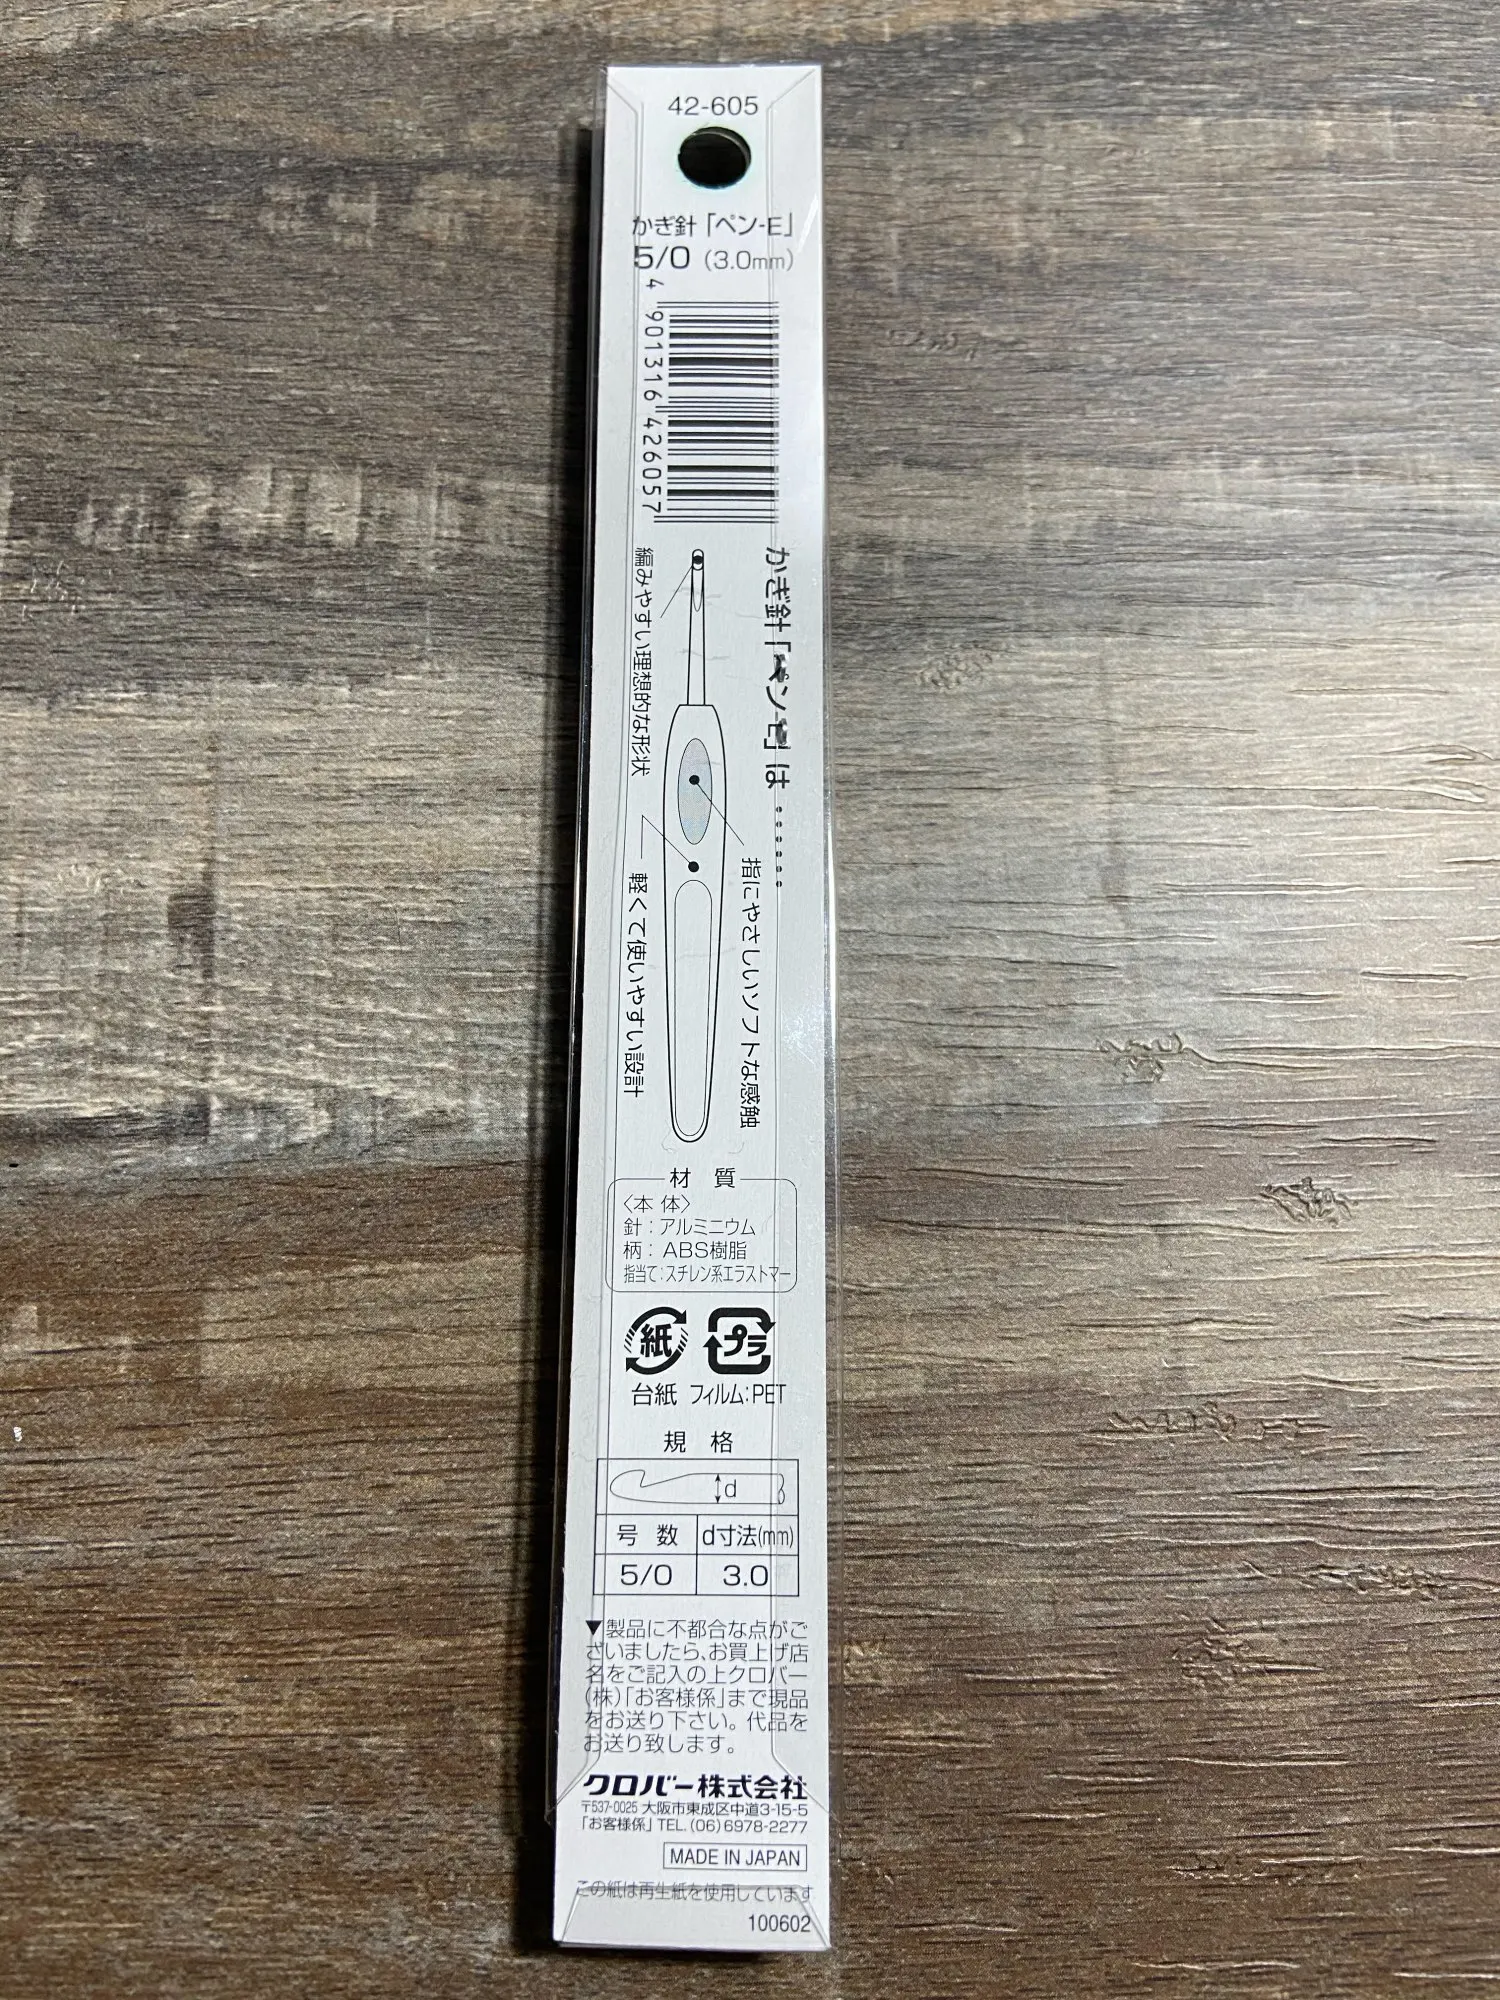 42-605
かぎ針「ペン-E」
5/0 (3.0mm)
4 901316 426057
かぎ針「ペン-E」は……
編みやすい理想的な形状
指にやさしいソフトな感触
軽くて使いやすい設計
材 質
〈本 体〉
針：アルミニウム
柄：ABS樹脂
指当て：スチレン系エラストマー
紙 プラ
台紙 フィルム：PET
規 格
d
号 数 d寸法(mm)
5/0 3.0
▼製品に不都合な点がご
ざいましたら、お買上げ店
名をご記入の上クロバー
(株)「お客様係」まで現品
をお送り下さい。代品を
お送り致します。
クロバー株式会社
〒537-0025 大阪市東成区中道3-15-5
「お客様係」TEL.(06)6978-2277
MADE IN JAPAN
この紙は再生紙を使用しています
100602